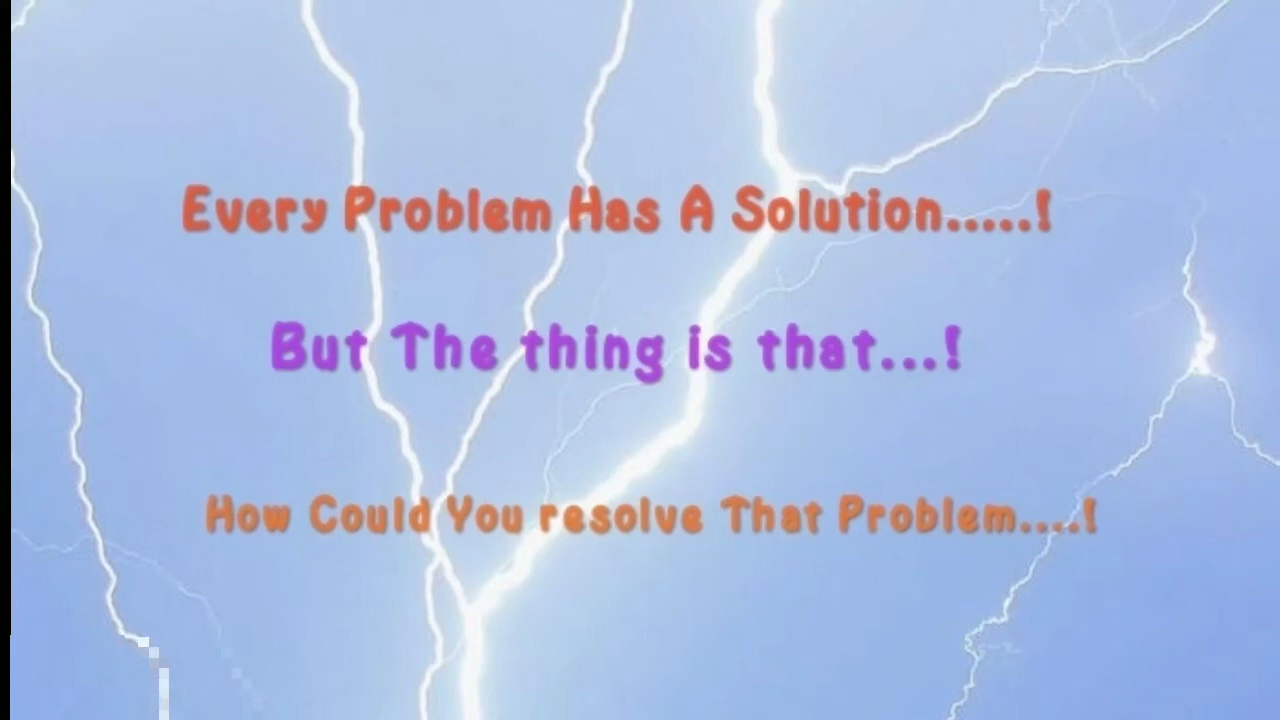 Every Problem Has A Solution.....!
But The thing is that...!
How Could You resolve That Problem....!